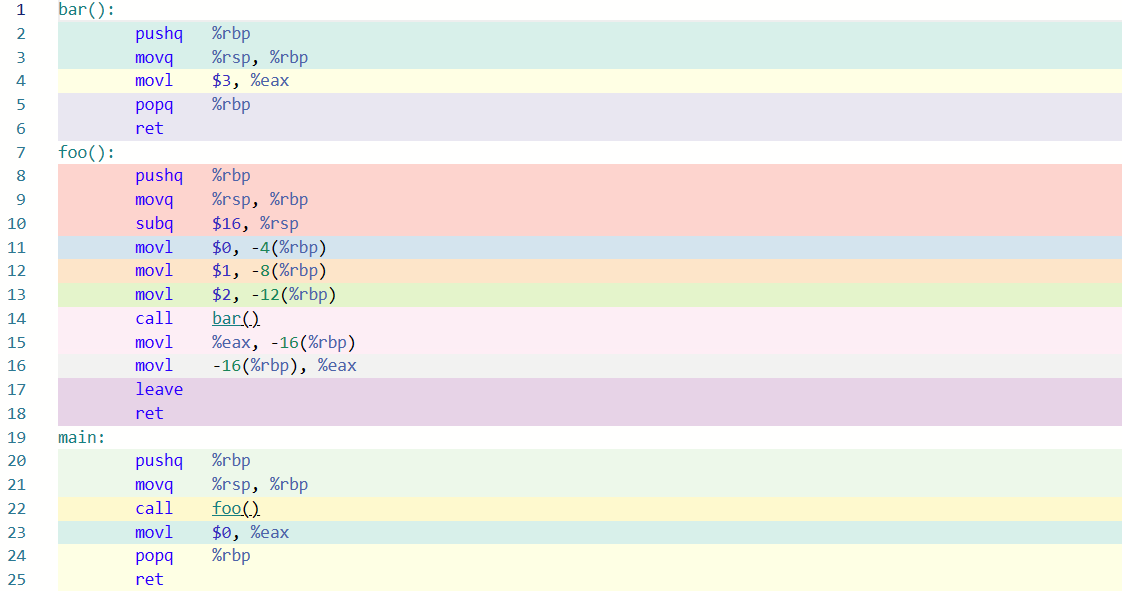 1 bar():
2 pushq %rbp
3 movq %rsp, %rbp
4 movl $3, %eax
5 popq %rbp
6 ret
7 foo():
8 pushq %rbp
9 movq %rsp, %rbp
10 subq $16, %rsp
11 movl $0, -4(%rbp)
12 movl $1, -8(%rbp)
13 movl $2, -12(%rbp)
14 call bar()
15 movl %eax, -16(%rbp)
16 movl -16(%rbp), %eax
17 leave
18 ret
19 main:
20 pushq %rbp
21 movq %rsp, %rbp
22 call foo()
23 movl $0, %eax
24 popq %rbp
25 ret